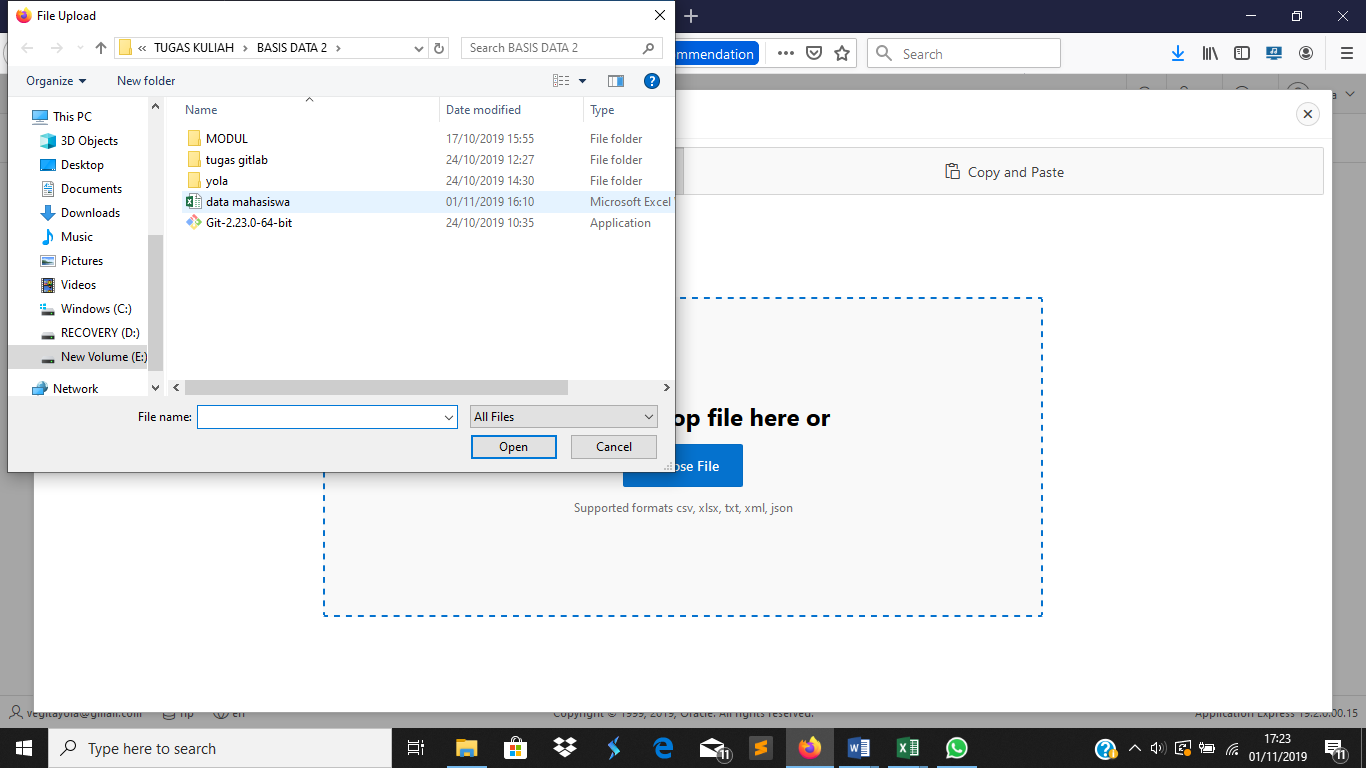 File Upload
mmendation
Search
« TUGAS KULIAH > BASIS DATA 2 >
Search BASIS DATA 2
Organize
New folder
This PC
3D Objects
Desktop
Documents
Downloads
Music
Pictures
Videos
Windows (C:)
RECOVERY (D:)
New Volume (E:)
Network
Name Date modified Type
MODUL 17/10/2019 15:55 File folder
tugas gitlab 24/10/2019 12:27 File folder
yola 24/10/2019 14:30 File folder
data mahasiswa 01/11/2019 16:10 Microsoft Excel
Git-2.23.0-64-bit 24/10/2019 10:35 Application
File name:
All Files
Open
Cancel
Copy and Paste
op file here or
ose File
Supported formats csv, xlsx, txt, xml, json
vegitayola@gmail.com
en
Copyright © 1999, 2019, Oracle. All rights reserved.
Application Express 19.2.0.00.15
Type here to search
11
17:23
01/11/2019
11